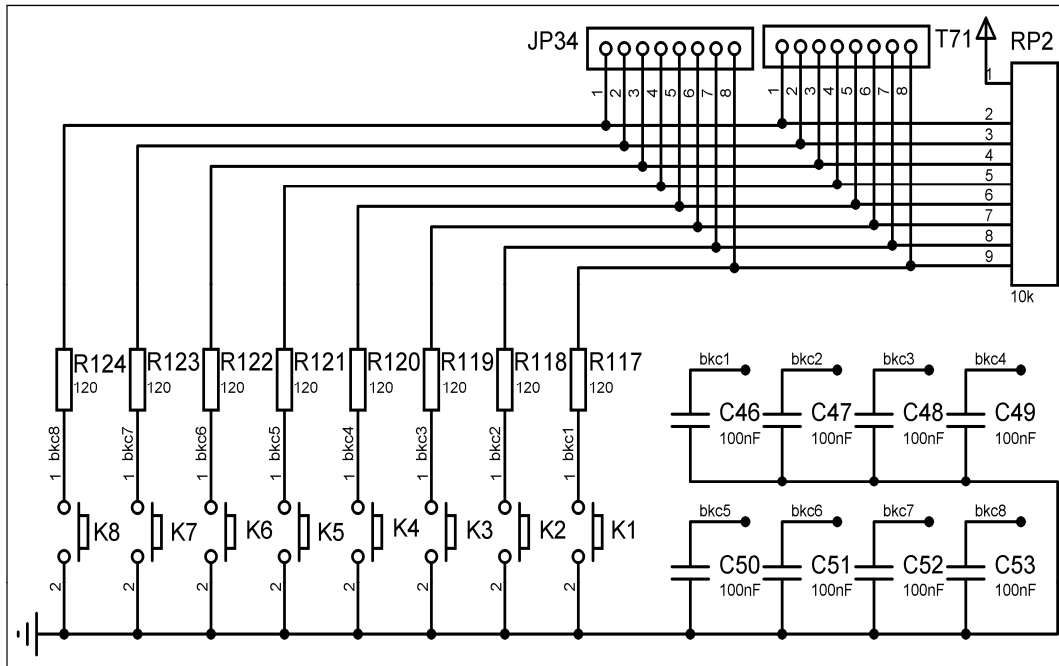 JP34 T71 RP2
1 2 3 4 5 6 7 8
1 2 3 4 5 6 7 8
1
2
3
4
5
6
7
8
9
10k
R124 R123 R122 R121 R120 R119 R118 R117
120 120 120 120 120 120 120 120
bkc8 bkc7 bkc6 bkc5 bkc4 bkc3 bkc2 bkc1
1 1 1 1 1 1 1 1
K8 K7 K6 K5 K4 K3 K2 K1
2 2 2 2 2 2 2 2
bkc1 bkc2 bkc3 bkc4
C46 C47 C48 C49
100nF 100nF 100nF 100nF
bkc5 bkc6 bkc7 bkc8
C50 C51 C52 C53
100nF 100nF 100nF 100nF